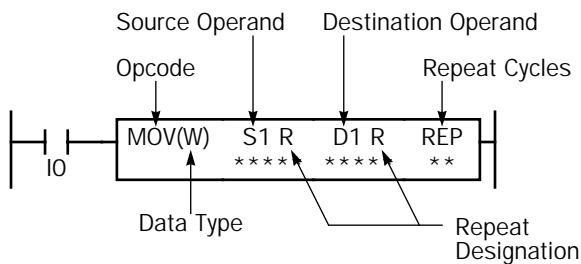 Source Operand Destination Operand
Opcode Repeat Cycles
MOV(W) S1 R D1 R REP
I0 **** **** **
Data Type Repeat
Designation